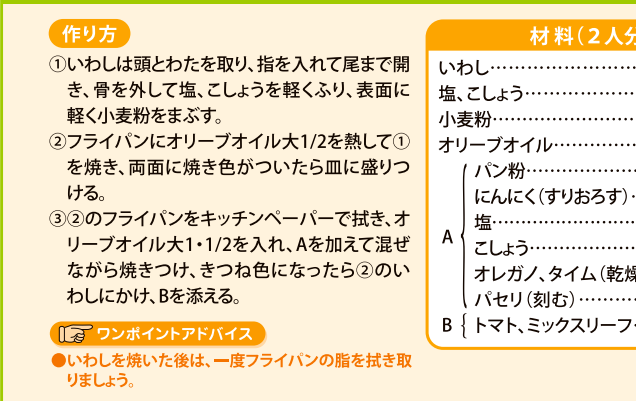 作り方
①いわしは頭とわたを取り、指を入れて尾まで開
き、骨を外して塩、こしょうを軽くふり、表面に
軽く小麦粉をまぶす。
②フライパンにオリーブオイル大1/2を熱して①
を焼き、両面に焼き色がついたら皿に盛りつ
ける。
③②のフライパンをキッチンペーパーで拭き、オ
リーブオイル大1・1/2を入れ、Aを加えて混ぜ
ながら焼きつけ、きつね色になったら②のい
わしにかけ、Bを添える。
ワンポイントアドバイス
●いわしを焼いた後は、一度フライパンの脂を拭き取
りましょう。
材料（2人分
いわし……………………
塩、こしょう…………………
小麦粉……………………
オリーブオイル……………
A
パン粉…………………
にんにく（すりおろす）…
塩……………………
こしょう………………
オレガノ、タイム（乾燥
パセリ（刻む）…………
B { トマト、ミックスリーフ…